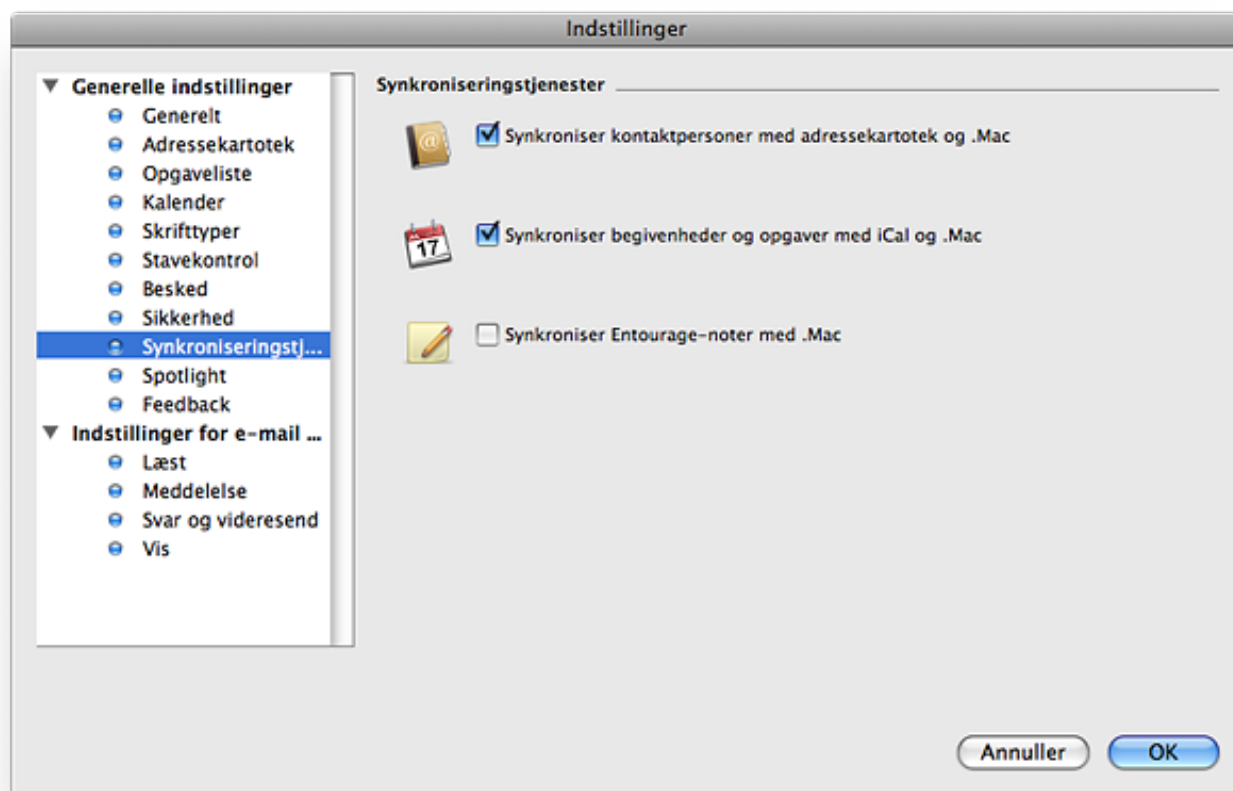 Indstillinger
Generelle indstillinger
Generelt
Adressekartotek
Opgaveliste
Kalender
Skrifttyper
Stavekontrol
Besked
Sikkerhed
Synkroniseringstj...
Spotlight
Feedback
Indstillinger for e-mail ...
Læst
Meddelelse
Svar og videresend
Vis
Synkroniseringstjenester
Synkroniser kontaktpersoner med adressekartotek og .Mac
17
Synkroniser begivenheder og opgaver med iCal og .Mac
Synkroniser Entourage-noter med .Mac
Annuller
OK